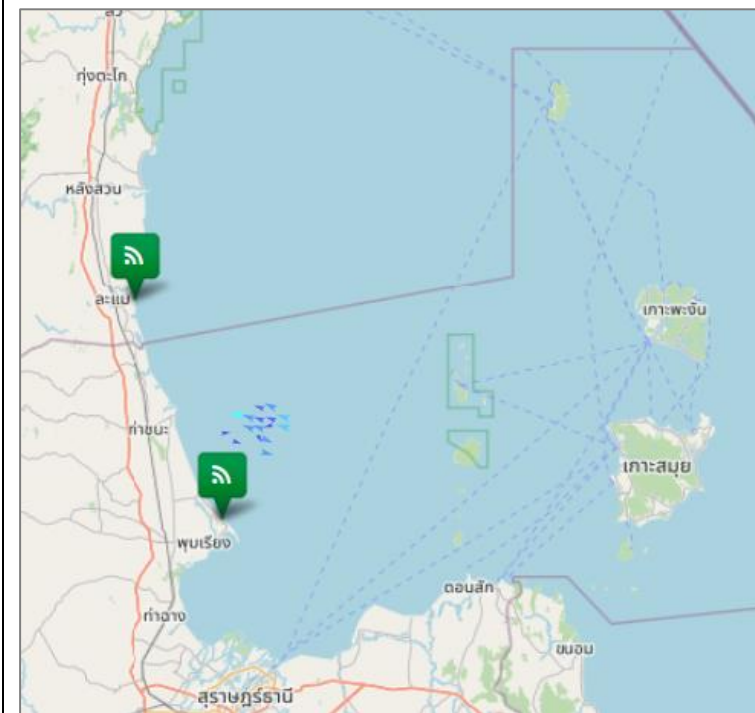 ทุ่งตะโก
หลังสวน
ละแม
เกาะพะงัน
ท่าชนะ
เกาะสมุย
พุมเรียง
ดอนสัก
ท่าฉาง
ขนอม
สุราษฎร์ธานี